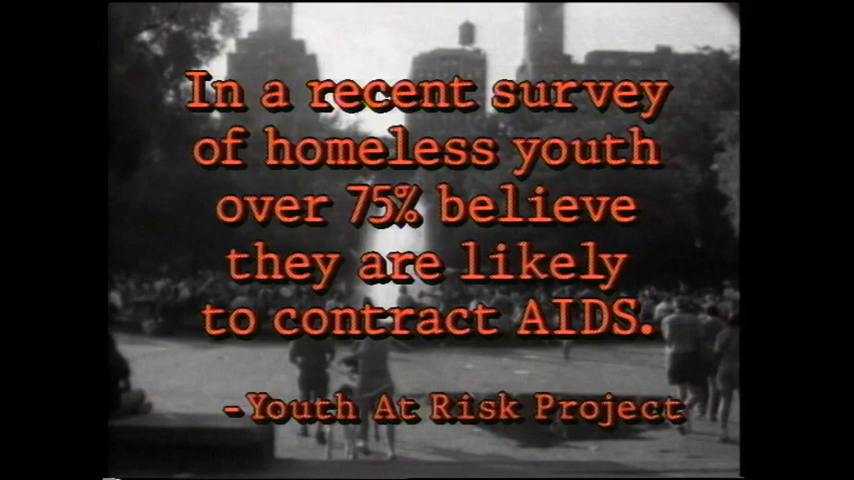 In a recent survey
of homeless youth
over 75% believe
they are likely
to contract AIDS.
-Youth At Risk Project